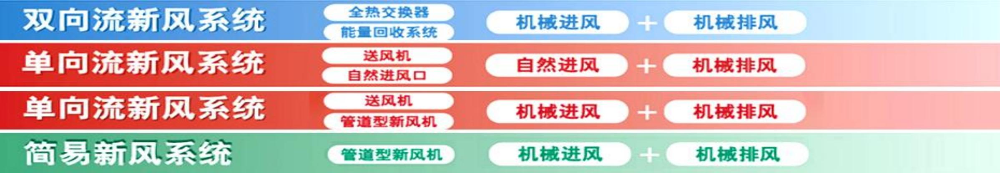 双向流新风系统
全热交换器
能量回收系统
机械进风 + 机械排风
单向流新风系统
送风机
自然进风口
自然进风 + 机械排风
单向流新风系统
送风机
管道型新风机
机械进风 + 机械排风
简易新风系统
管道型新风机
机械进风 + 机械排风